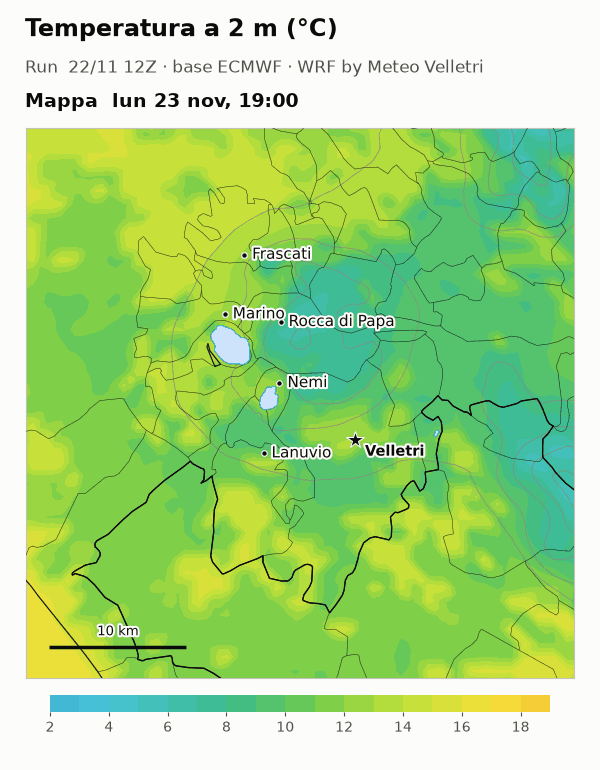 Temperatura a 2 m (°C)
Run 22/11 12Z · base ECMWF · WRF by Meteo Velletri
Mappa lun 23 nov, 19:00
Frascati
Marino
Rocca di Papa
Nemi
Velletri
Lanuvio
10 km
2 4 6 8 10 12 14 16 18